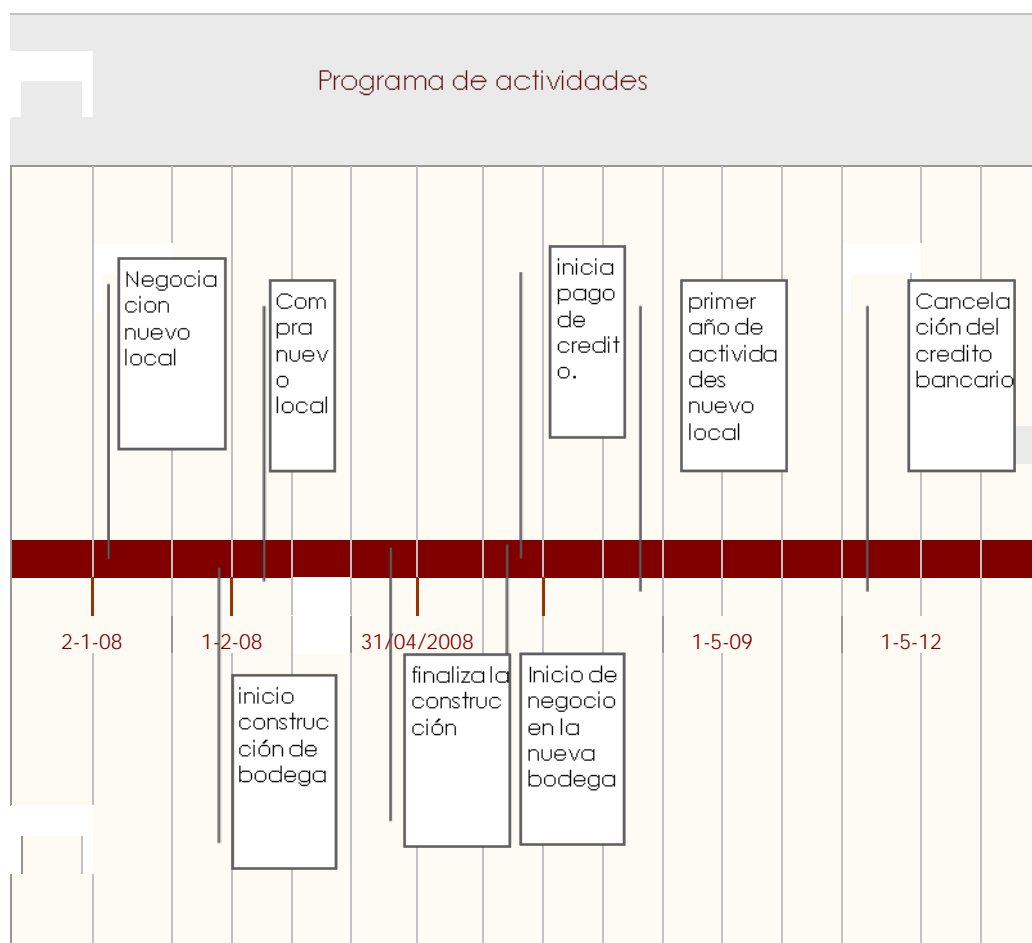 Programa de actividades
Negocia
cion
nuevo
local
Com
pra
nuev
o
local
inicia
pago
de
credit
o.
primer
año de
activida
des
nuevo
local
Cancela
ción del
credito
bancario
2-1-08
1-2-08
31/04/2008
1-5-09
1-5-12
inicio
construc
ción de
bodega
finaliza la
construc
ción
Inicio de
negocio
en la
nueva
bodega